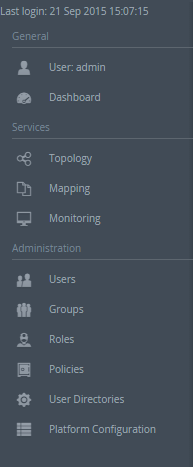 Last login: 21 Sep 2015 15:07:15
General
User: admin
Dashboard
Services
Topology
Mapping
Monitoring
Administration
Users
Groups
Roles
Policies
User Directories
Platform Configuration